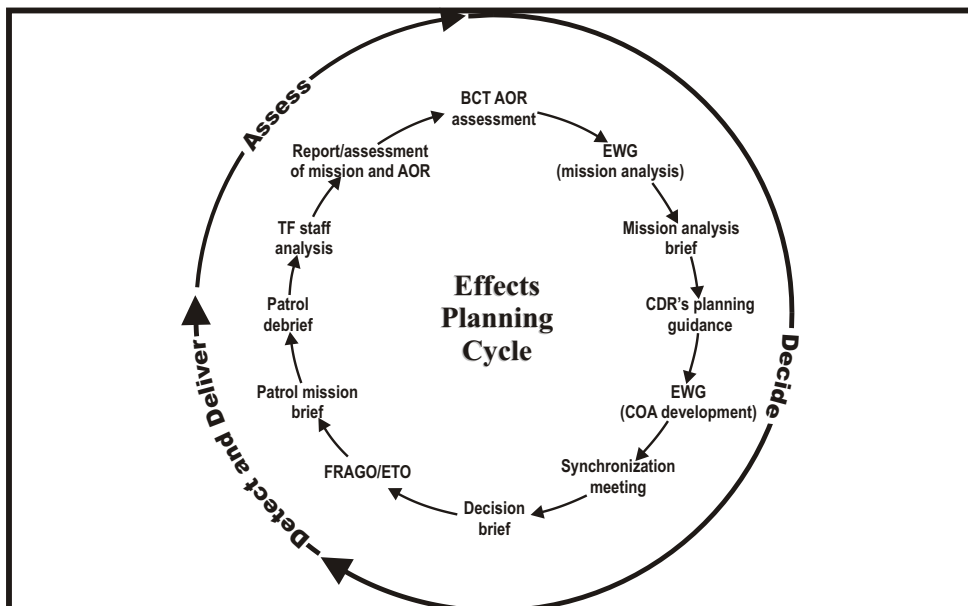 Assess
BCT AOR
assessment
EWG
(mission analysis)
Mission analysis
brief
CDR's planning
guidance
EWG
(COA development)
Synchronization
meeting
Decision
brief
FRAGO/ETO
Patrol mission
brief
Patrol
debrief
TF staff
analysis
Report/assessment
of mission and AOR
Effects
Planning
Cycle
Decide
Detect and Deliver